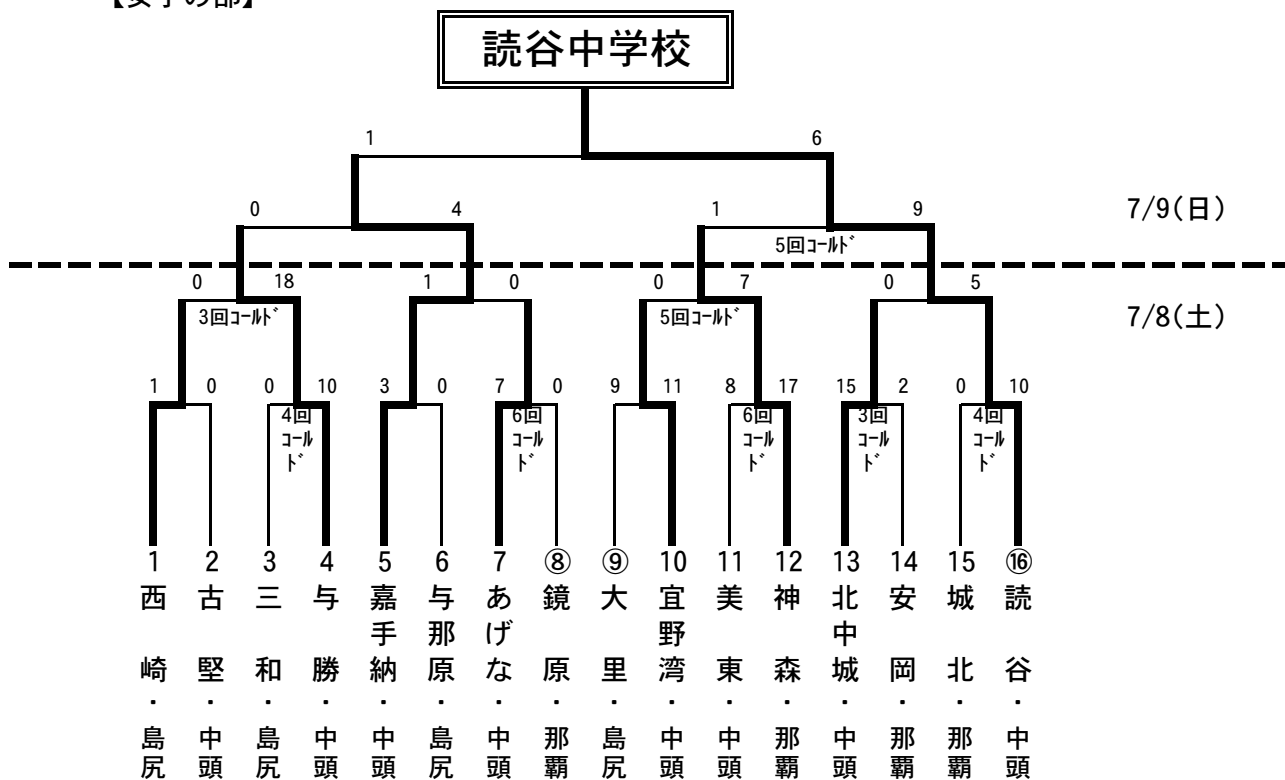 【女子の部】
読谷中学校
1 6
0 4 1 9 7/9(日)
5回コールド
0 18 1 0 0 7 0 5
3回コールド 5回コールド 7/8(土)
1 0 0 10 3 0 7 0 9 11 8 17 15 2 0 10
4回コールド 6回コールド 6回コールド 3回コールド 4回コールド
1 西崎・島尻
2 古堅・中頭
3 三和・島尻
4 与勝・中頭
5 嘉手納・中頭
6 与那原・島尻
7 あげな・中頭
⑧ 鏡原・那覇
⑨ 大里・島尻
10 宜野湾・中頭
11 美東・中頭
12 神森・那覇
13 北中城・中頭
14 安岡・那覇
15 城北・那覇
⑯ 読谷・中頭